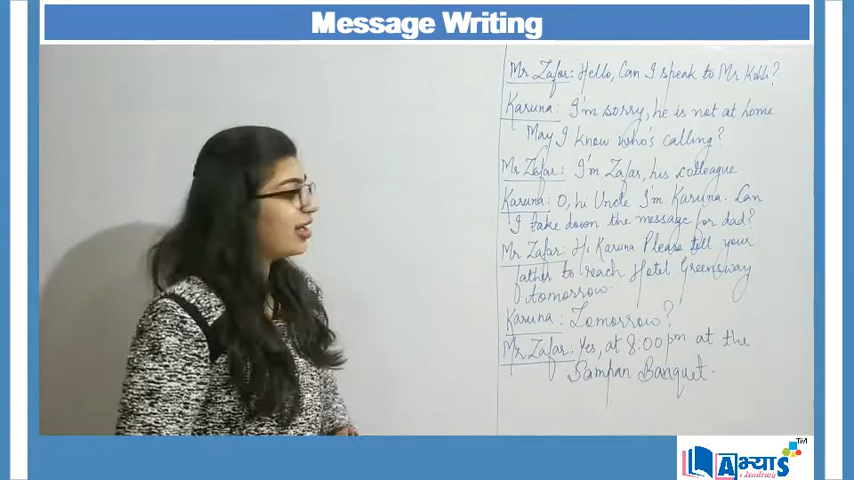 Message Writing
Mr Zafar: Hello, Can I speak to Mr Kohli?
Karuna: I'm sorry, he is not at home
May I know who's calling?
Mr Zafar: I'm Zafar, his colleague
Karuna: O, hi Uncle I'm Karuna. Can
I take down the message for dad?
Mr Zafar: Hi Karuna Please tell your
father to reach Hotel Greensway
tomorrow.
Karuna: Tomorrow?
Mr Zafar: Yes, at 8:00 pm at the
Sampan Banquet.
Aभ्याS
Academy
TM